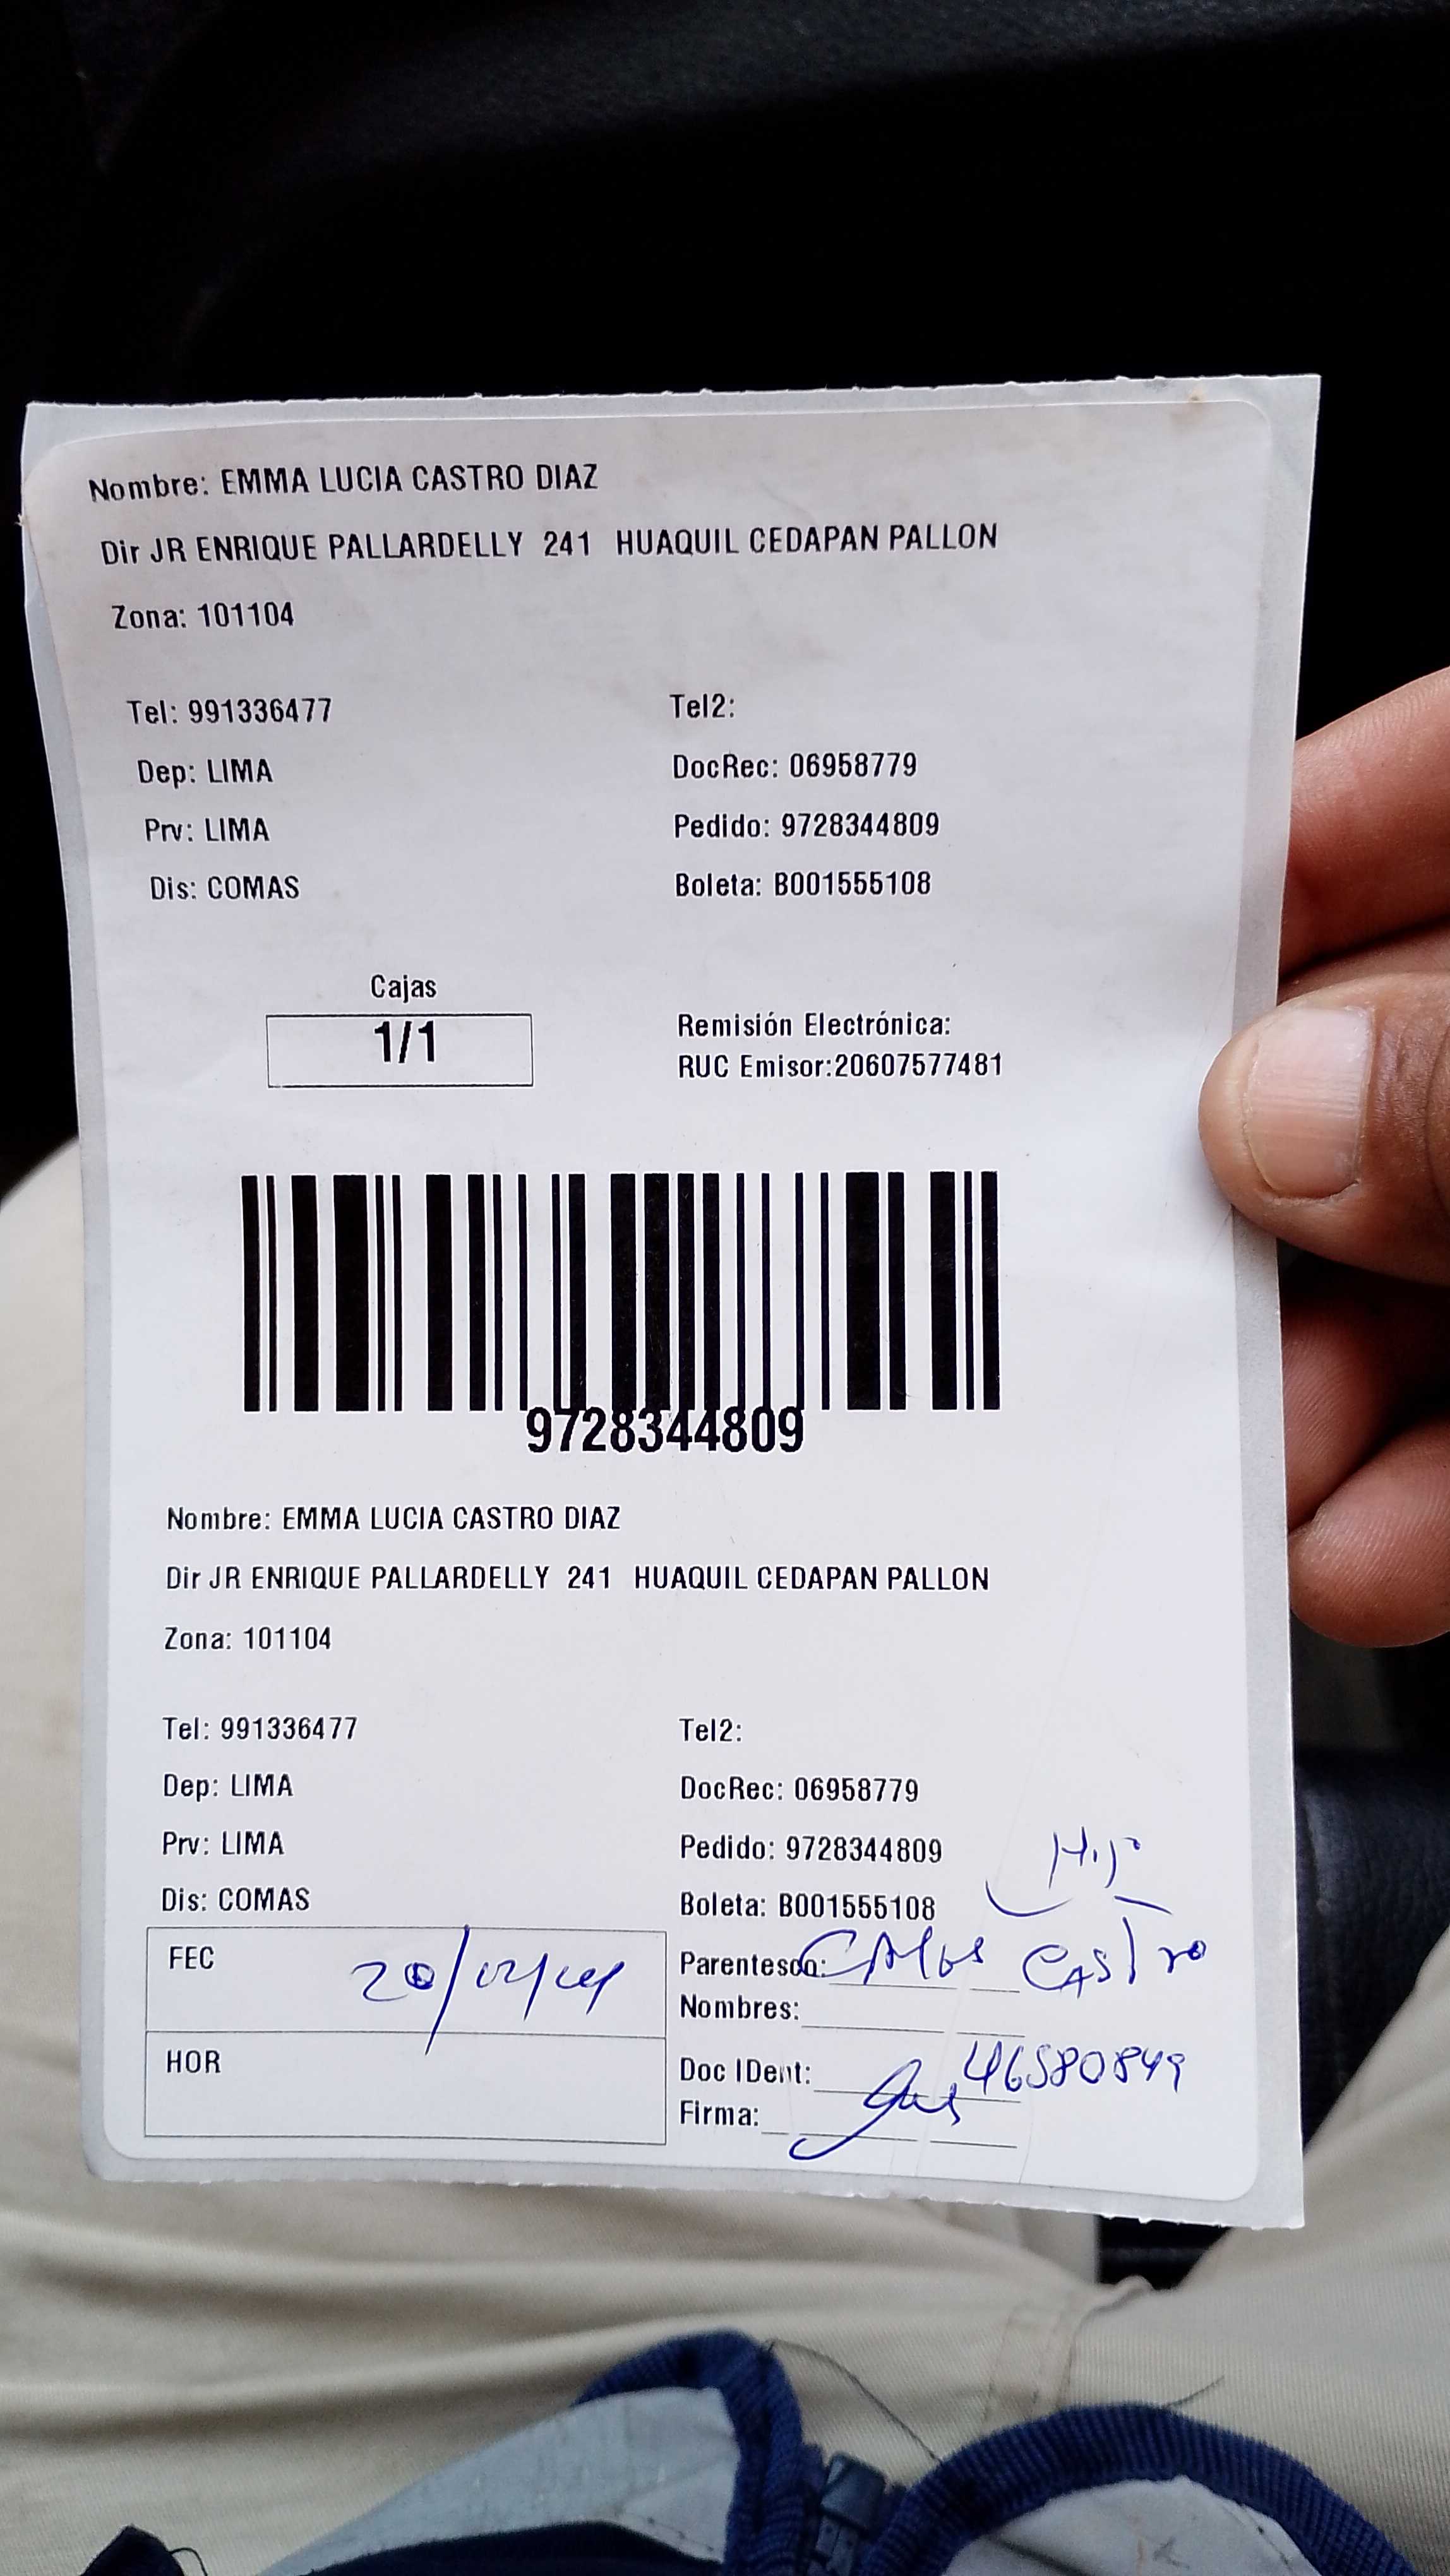 Nombre: EMMA LUCIA CASTRO DIAZ
Dir JR ENRIQUE PALLARDELLY 241 HUAQUIL CEDAPAN PALLON
Zona: 101104
Tel: 991336477 Tel2:
Dep: LIMA DocRec: 06958779
Prv: LIMA Pedido: 9728344809
Dis: COMAS Boleta: B001555108
Cajas
1/1
Remisión Electrónica:
RUC Emisor:20607577481
9728344809
Nombre: EMMA LUCIA CASTRO DIAZ
Dir JR ENRIQUE PALLARDELLY 241 HUAQUIL CEDAPAN PALLON
Zona: 101104
Tel: 991336477 Tel2:
Dep: LIMA DocRec: 06958779
Prv: LIMA Pedido: 9728344809
Dis: COMAS Boleta: B001555108
FEC
Parentesco: Castro
Nombres:
HOR
Doc IDent: 46580849
Firma: